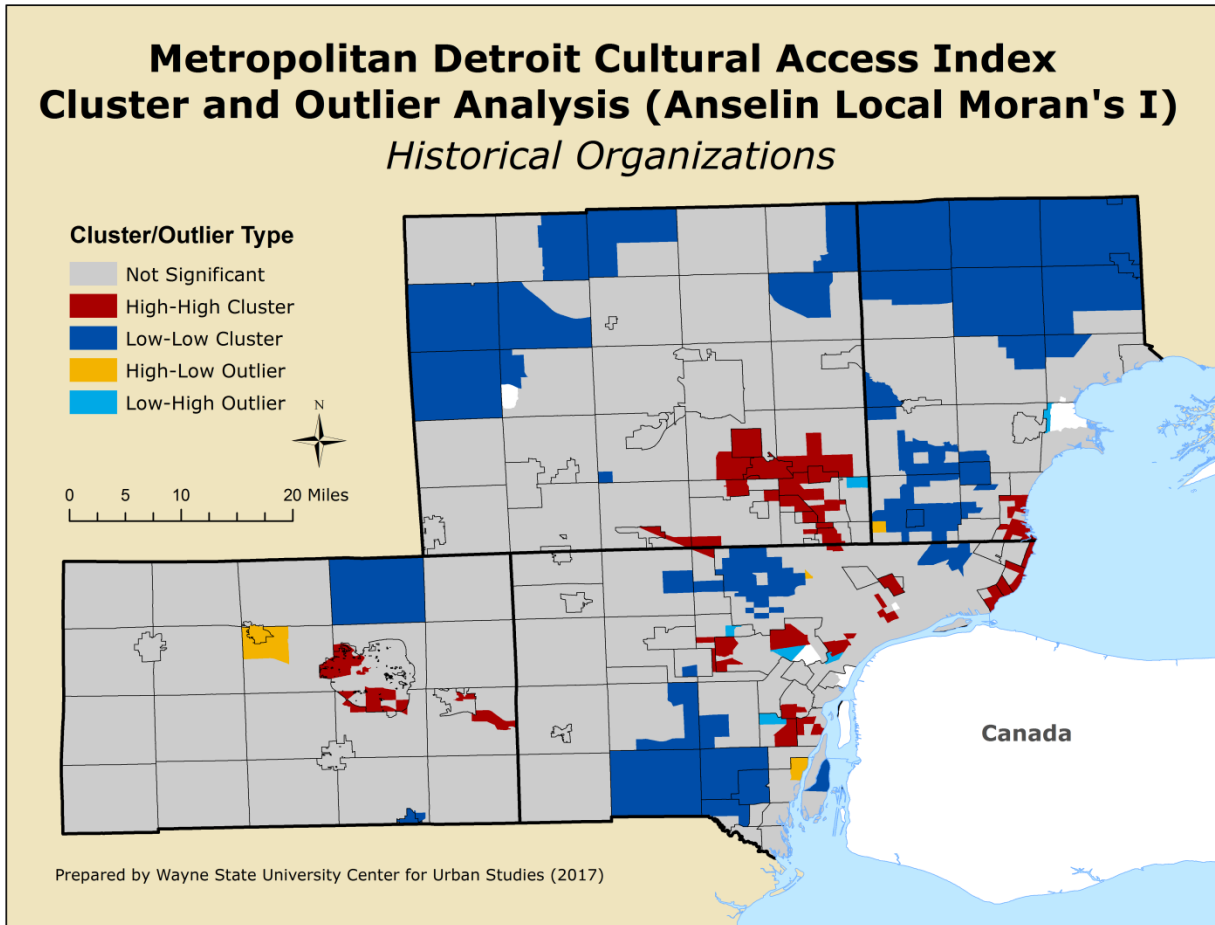 Metropolitan Detroit Cultural Access Index
Cluster and Outlier Analysis (Anselin Local Moran's I)
Historical Organizations
Cluster/Outlier Type
Not Significant
High-High Cluster
Low-Low Cluster
High-Low Outlier
Low-High Outlier
N
0 5 10 20 Miles
Canada
Prepared by Wayne State University Center for Urban Studies (2017)